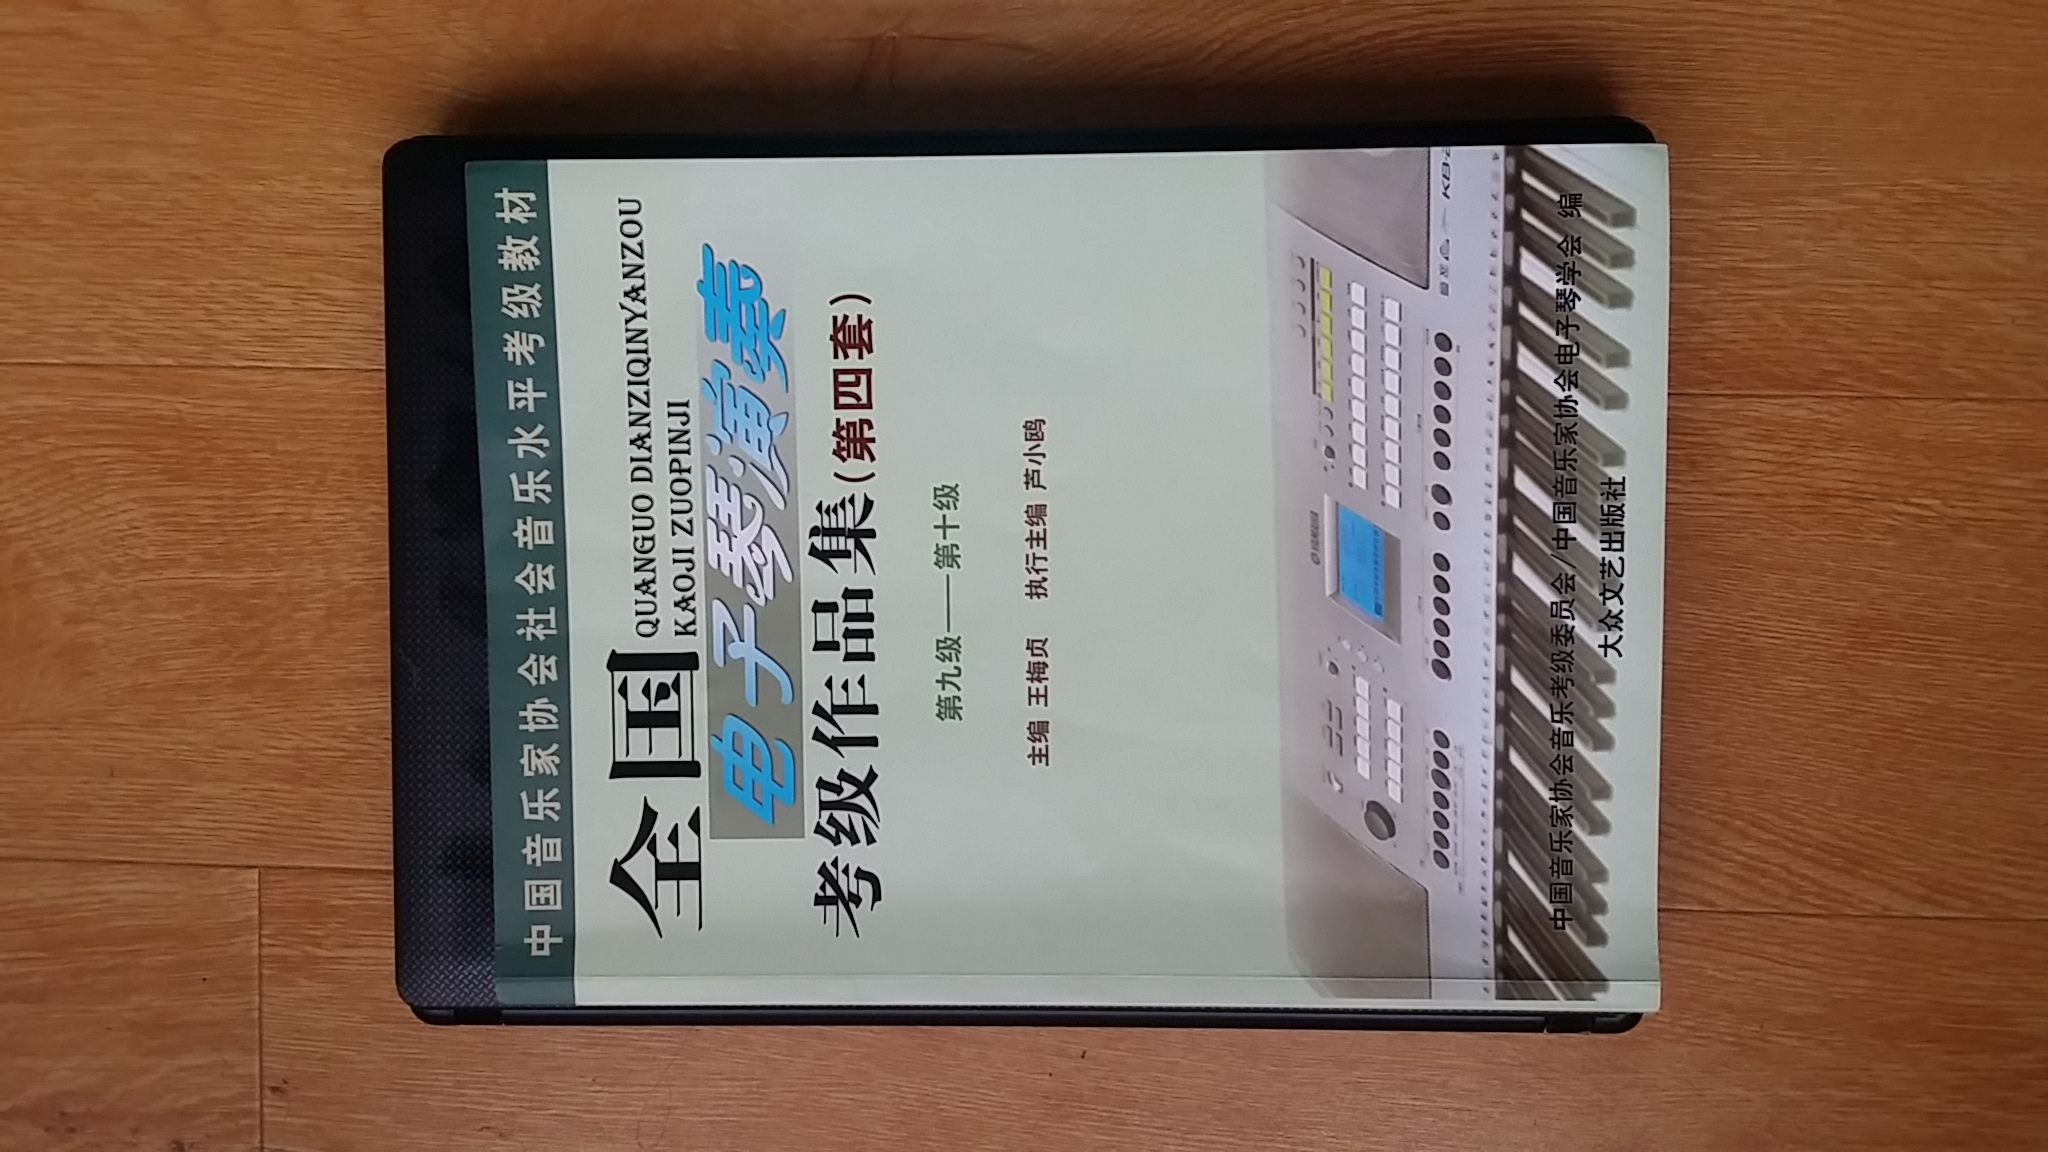 中国音乐家协会社会音乐水平考级教材
全国
QUANGUO DIANZIQINYANZOU
KAOJI ZUOPINJI
电子琴演奏
考级作品集(第四套)
第九级——第十级
主编 王梅贞 执行主编 芦小鸥
中国音乐家协会音乐考级委员会/中国音乐家协会电子琴学会 编
大众文艺出版社